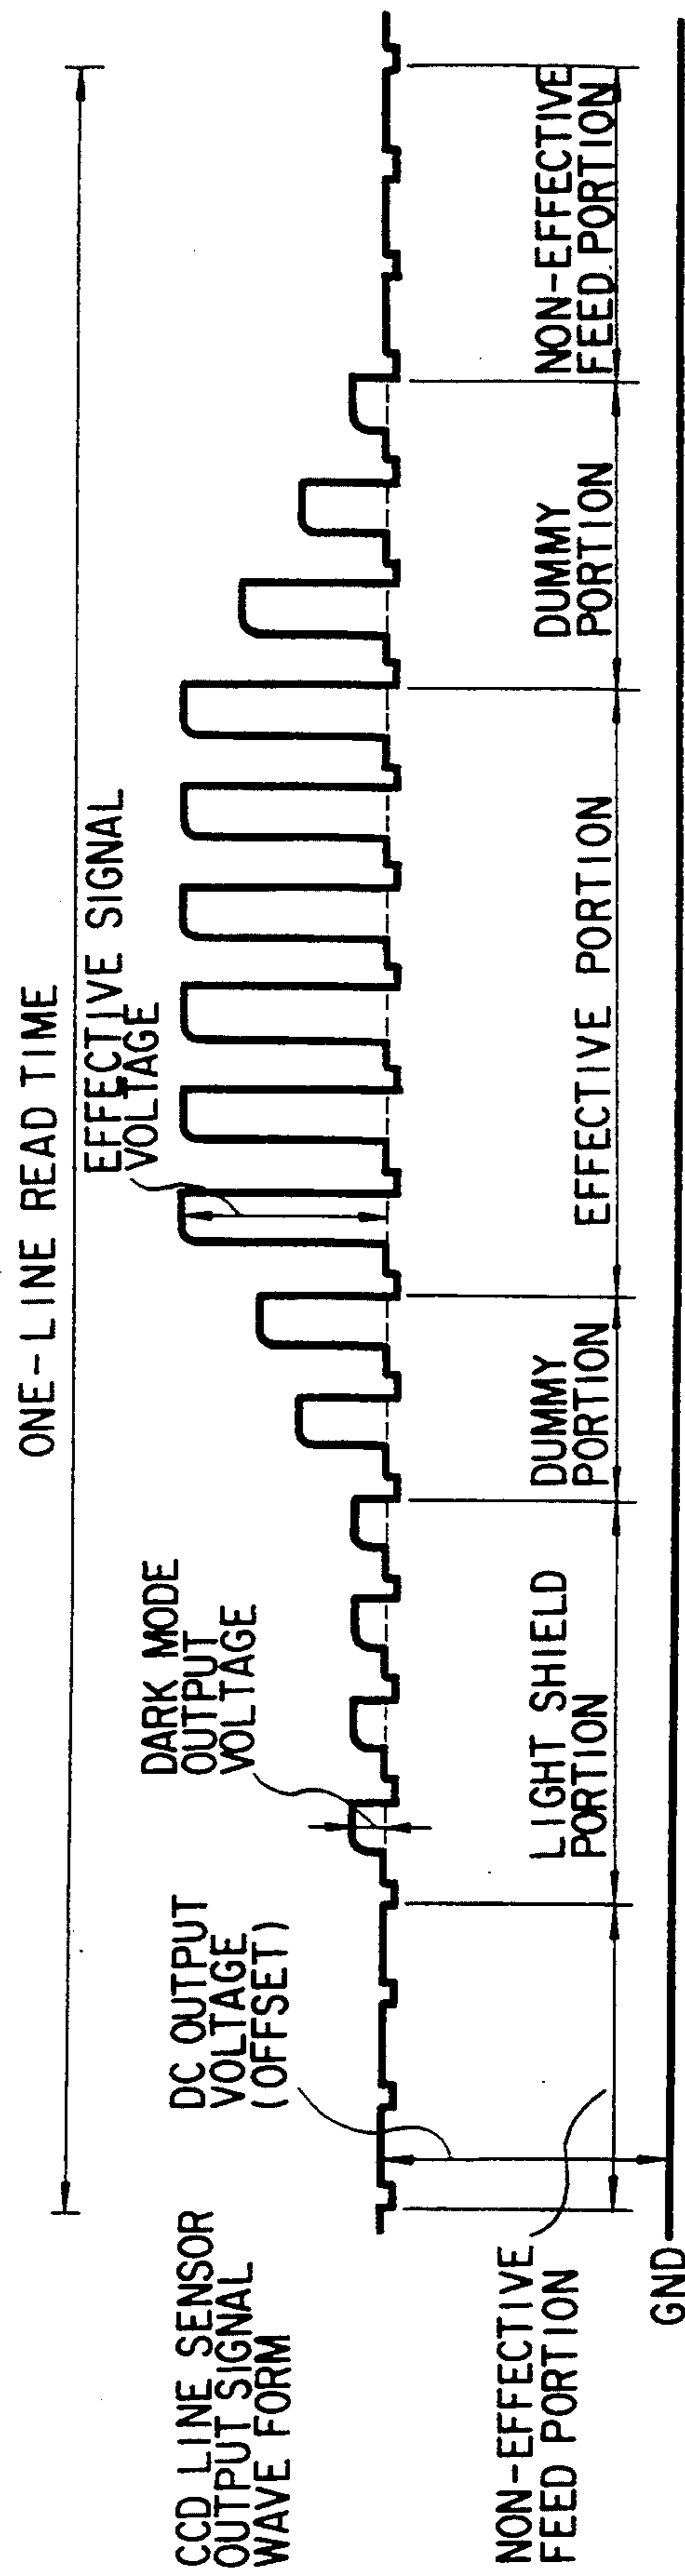 ONE-LINE READ TIME
CCD LINE SENSOR
OUTPUT SIGNAL
WAVE FORM
DC OUTPUT
VOLTAGE
(OFFSET)
DARK MODE
OUTPUT
VOLTAGE
EFFECTIVE SIGNAL
VOLTAGE
NON-EFFECTIVE
FEED PORTION
LIGHT SHIELD
PORTION
DUMMY
PORTION
EFFECTIVE PORTION
DUMMY
PORTION
NON-EFFECTIVE
FEED PORTION
GND